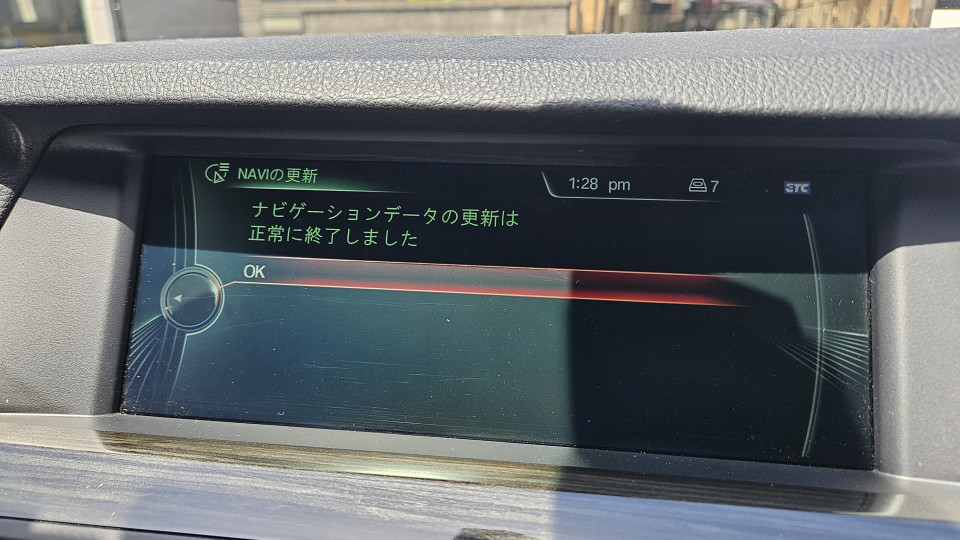 NAVIの更新
1:28 pm
7
ETC
ナビゲーションデータの更新は
正常に終了しました
OK